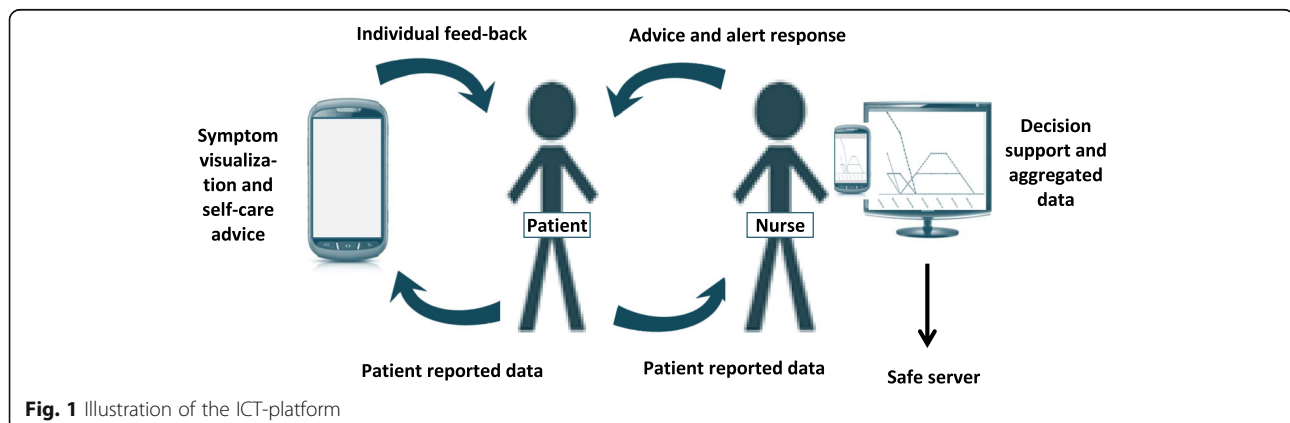 Individual feed-back
Advice and alert response
Symptom
visualiza-
tion and
self-care
advice
Patient
Nurse
Decision
support and
aggregated
data
Patient reported data
Patient reported data
Safe server
Fig. 1 Illustration of the ICT-platform